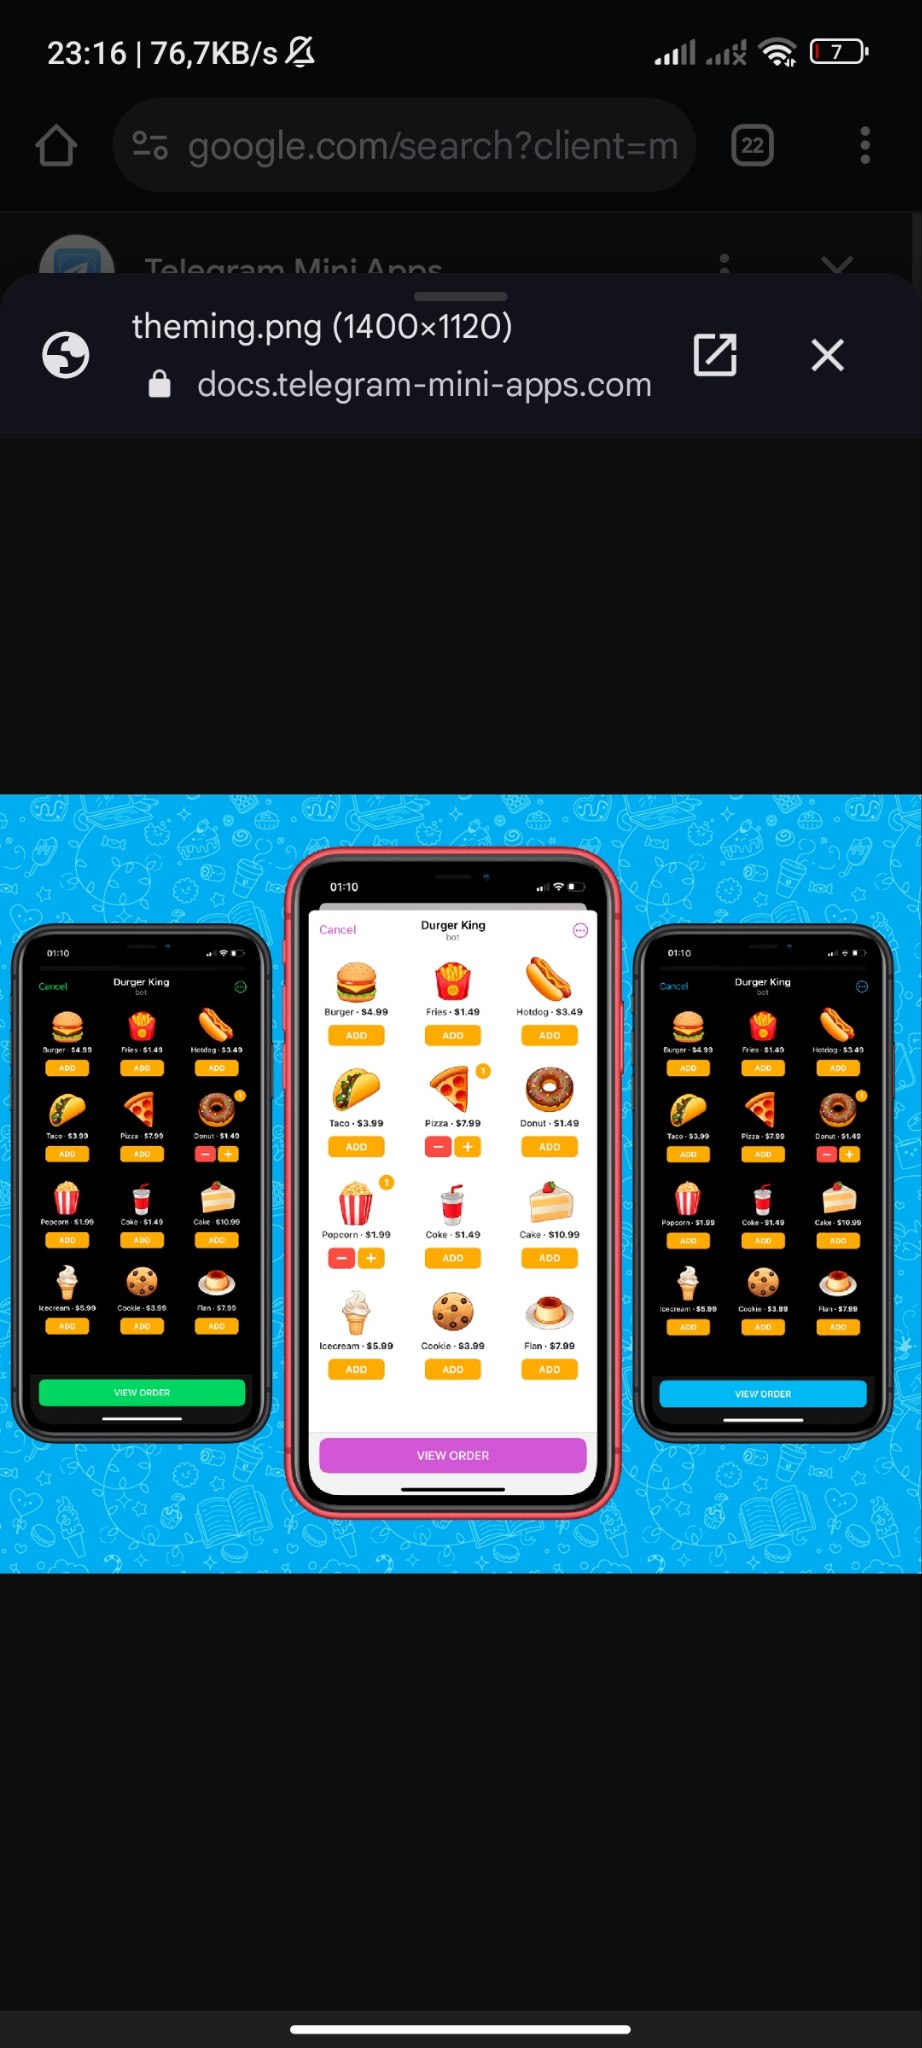 23:16 | 76,7KB/s
7
google.com/search?client=m
22
Telegram Mini Apps
theming.png (1400×1120)
docs.telegram-mini-apps.com
01:10
Cancel
Durger King
bot
Burger · $4.99
Fries · $1.49
Hotdog · $3.49
ADD
ADD
ADD
Taco · $3.99
Pizza · $7.99
Donut · $1.49
1
ADD
ADD
Popcorn · $1.99
Coke · $1.49
Cake · $10.99
ADD
ADD
ADD
Icecream · $5.99
Cookie · $3.99
Flan · $7.99
ADD
ADD
ADD
VIEW ORDER
01:10
Cancel
Durger King
bot
Burger · $4.99
Fries · $1.49
Hotdog · $3.49
ADD
ADD
ADD
1
Taco · $3.99
Pizza · $7.99
Donut · $1.49
ADD
ADD
1
Popcorn · $1.99
Coke · $1.49
Cake · $10.99
ADD
ADD
Icecream · $5.99
Cookie · $3.99
Flan · $7.99
ADD
ADD
ADD
VIEW ORDER
01:10
Cancel
Durger King
bot
Burger · $4.99
Fries · $1.49
Hotdog · $3.49
ADD
ADD
ADD
1
Taco · $3.99
Pizza · $7.99
Donut · $1.49
ADD
ADD
Popcorn · $1.99
Coke · $1.49
Cake · $10.99
ADD
ADD
ADD
Icecream · $5.99
Cookie · $3.99
Flan · $7.99
ADD
ADD
ADD
VIEW ORDER